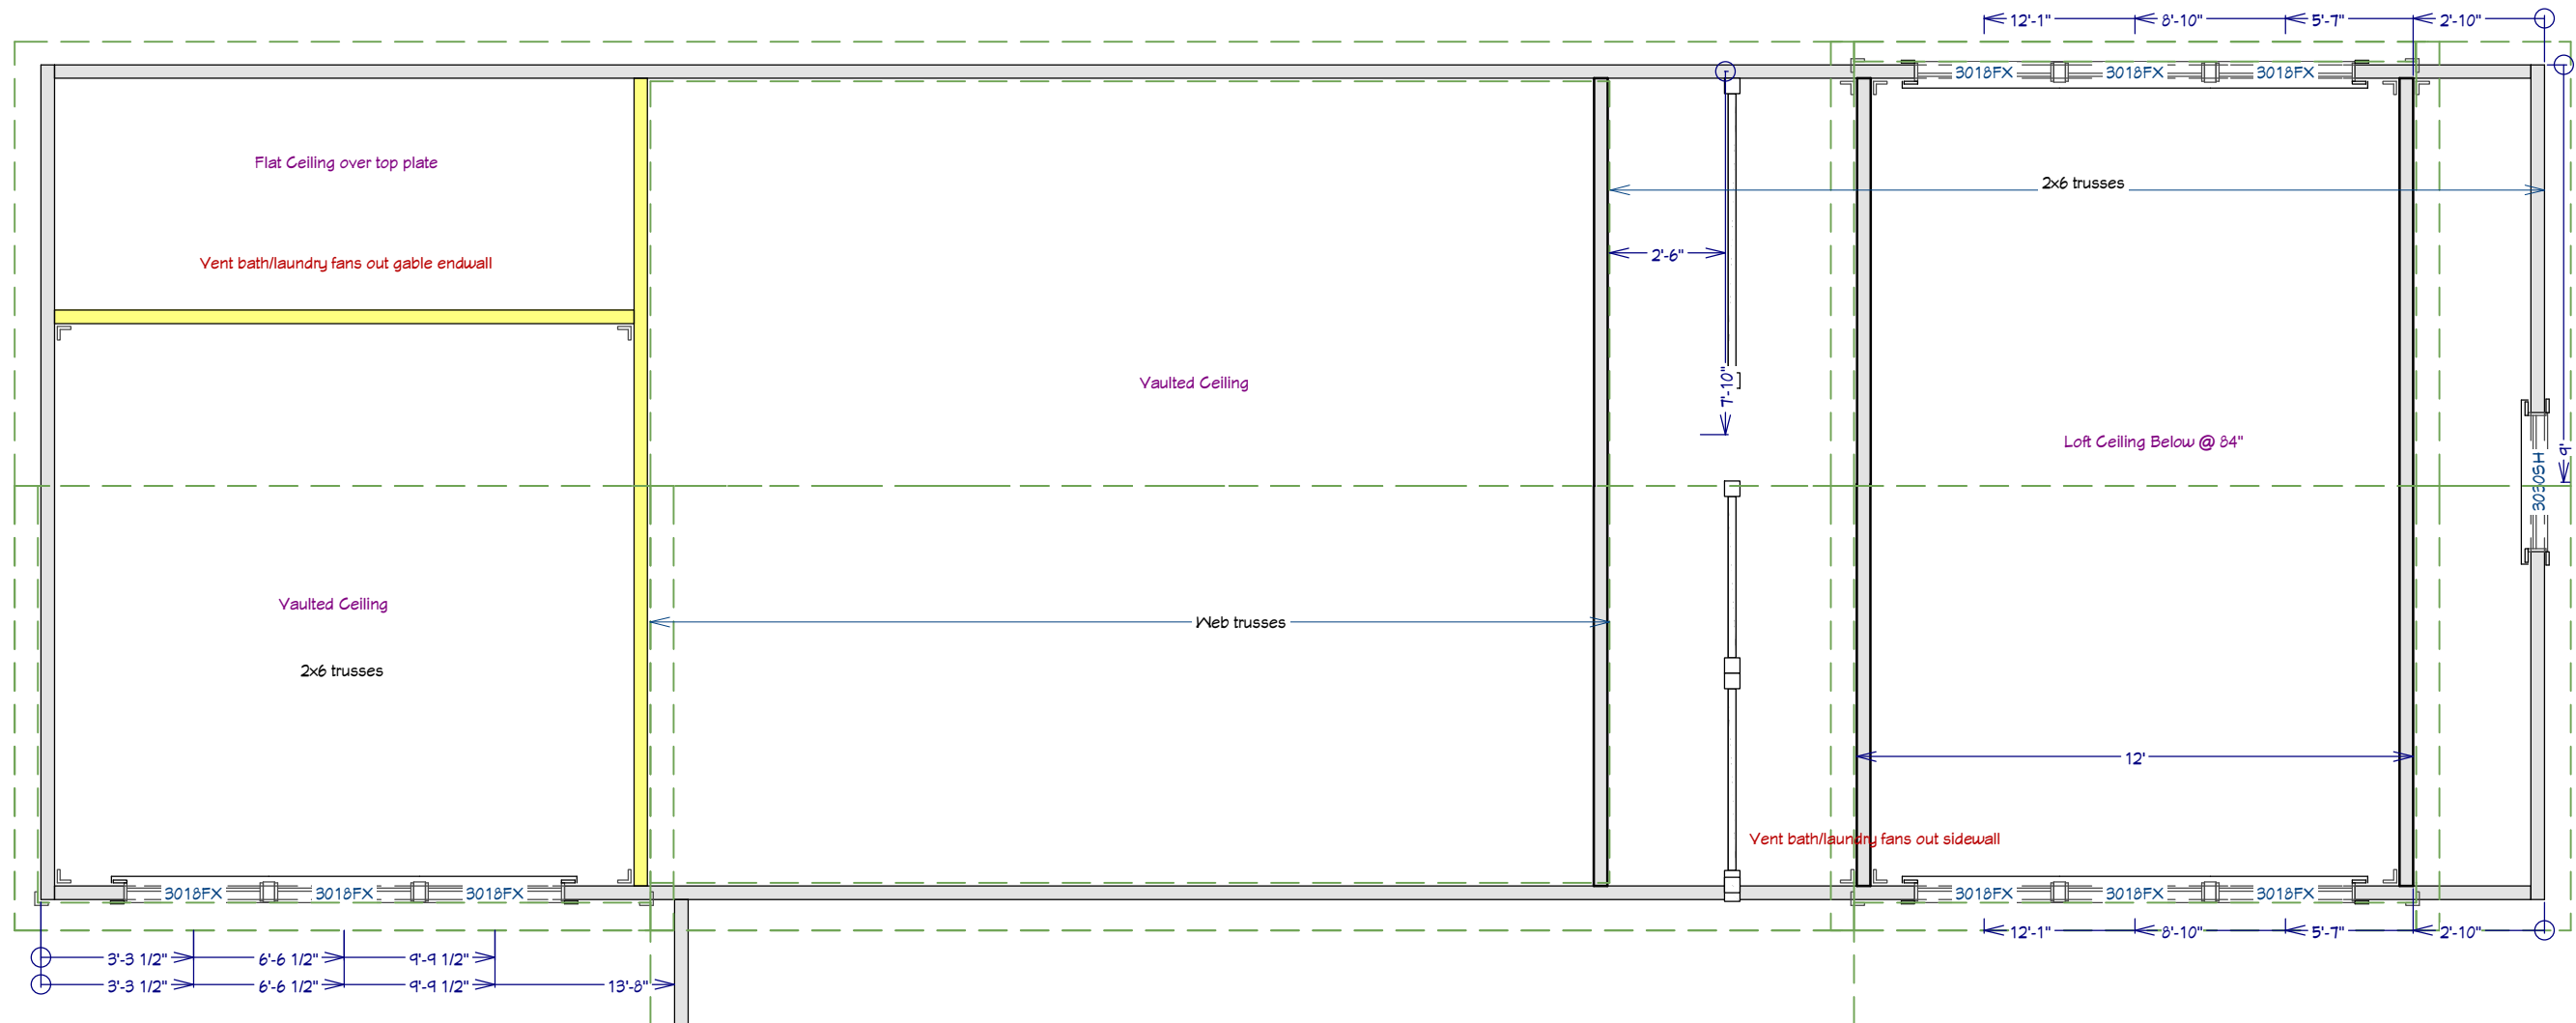 12'-1" 8'-10" 5'-7" 2'-10"
3018FX 3018FX 3018FX
Flat Ceiling over top plate
2x6 trusses
Vent bath/laundry fans out gable endwall
2'-6"
Vaulted Ceiling
7'-10"
Loft Ceiling Below @ 84"
9'
3030SH
Vaulted Ceiling
Web trusses
2x6 trusses
12'
Vent bath/laundry fans out sidewall
3018FX 3018FX 3018FX
3018FX 3018FX 3018FX
12'-1" 8'-10" 5'-7" 2'-10"
3'-3 1/2" 6'-6 1/2" 9'-9 1/2"
3'-3 1/2" 6'-6 1/2" 9'-9 1/2" 13'-8"